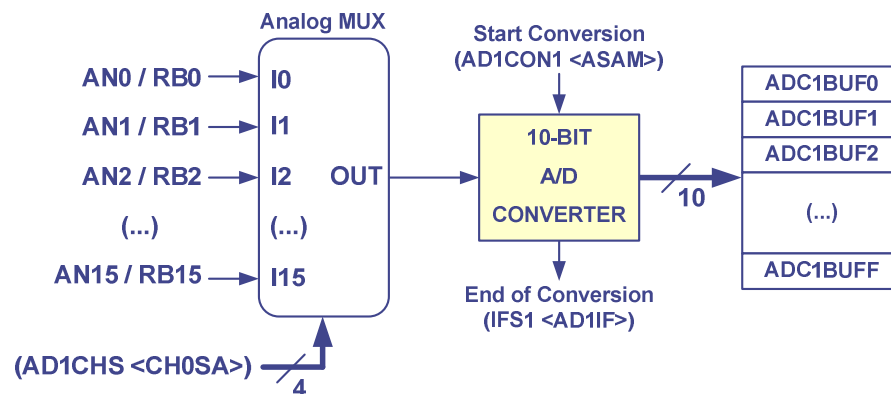 Analog MUX
AN0 / RB0
I0
AN1 / RB1
I1
AN2 / RB2
I2
OUT
(...)
(...)
AN15 / RB15
I15
(AD1CHS <CH0SA>)
4
Start Conversion
(AD1CON1 <ASAM>)
10-BIT
A/D
CONVERTER
End of Conversion
(IFS1 <AD1IF>)
10
ADC1BUF0
ADC1BUF1
ADC1BUF2
(...)
ADC1BUFF